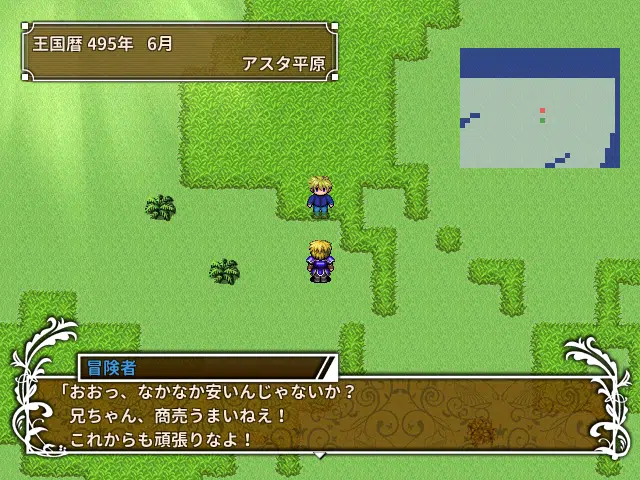 王国暦 495年 6月
アスタ平原
冒険者
「おおっ、なかなか安いんじゃないか？
兄ちゃん、商売うまいねえ！
これからも頑張りなよ！